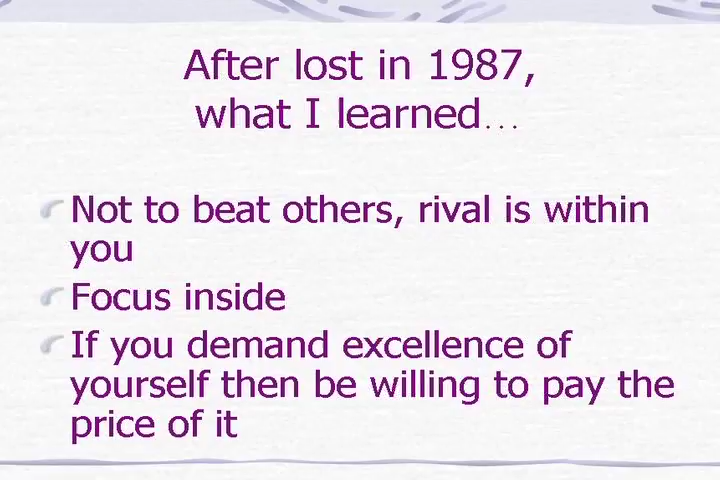 After lost in 1987,
what I learned…
Not to beat others, rival is within
you
Focus inside
If you demand excellence of
yourself then be willing to pay the
price of it